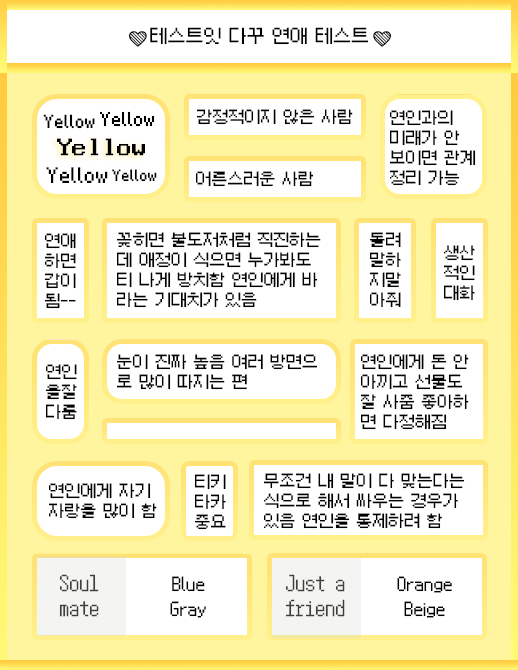 테스트잇 다꾸 연애 테스트
Yellow Yellow
Yellow
Yellow Yellow
감정적이지 않은 사람
어른스러운 사람
연인과의
미래가 안
보이면 관계
정리 가능
연애
하면
갑이
됨--
꽂히면 불도저처럼 직진하는
데 애정이 식으면 누가봐도
티 나게 방치함 연인에게 바
라는 기대치가 있음
돌려
말하
지말
아줘
생산
적인
대화
연인
을잘
다룸
눈이 진짜 높음 여러 방면으
로 많이 따지는 편
연인에게 돈 안
아끼고 선물도
잘 사줌 좋아하
면 다정해짐
연인에게 자기
자랑을 많이 함
티키
타카
중요
무조건 내 말이 다 맞는다는
식으로 해서 싸우는 경우가
있음 연인을 통제하려 함
Soul
mate
Blue
Gray
Just a
friend
Orange
Beige